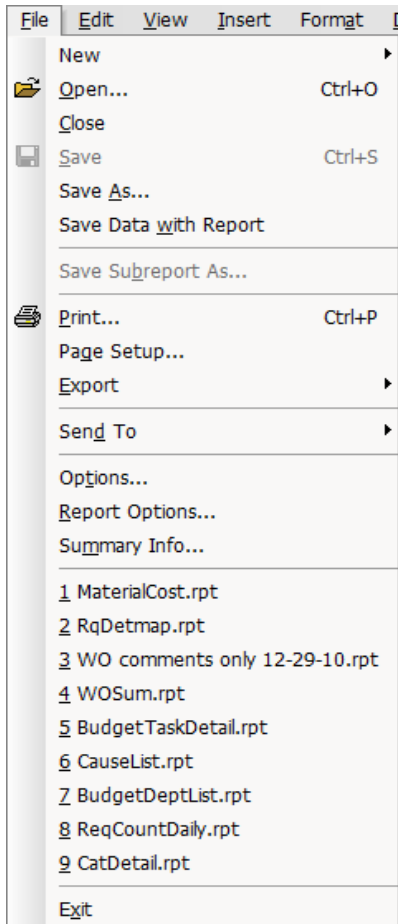 File Edit View Insert Format
New
Open... Ctrl+O
Close
Save Ctrl+S
Save As...
Save Data with Report
Save Subreport As...
Print... Ctrl+P
Page Setup...
Export
Send To
Options...
Report Options...
Summary Info...
1 MaterialCost.rpt
2 RqDetmap.rpt
3 WO comments only 12-29-10.rpt
4 WOSum.rpt
5 BudgetTaskDetail.rpt
6 CauseList.rpt
7 BudgetDeptList.rpt
8 ReqCountDaily.rpt
9 CatDetail.rpt
Exit